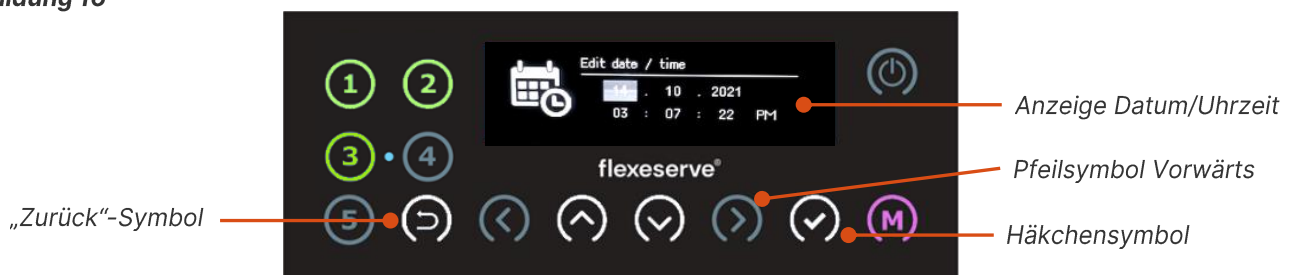 Edit date / time
1 2
14 . 10 . 2021
03 : 07 : 22 PM
Anzeige Datum/Uhrzeit
3 4
flexeserve®
Pfeilsymbol Vorwärts
„Zurück“-Symbol
5
M
Häkchensymbol